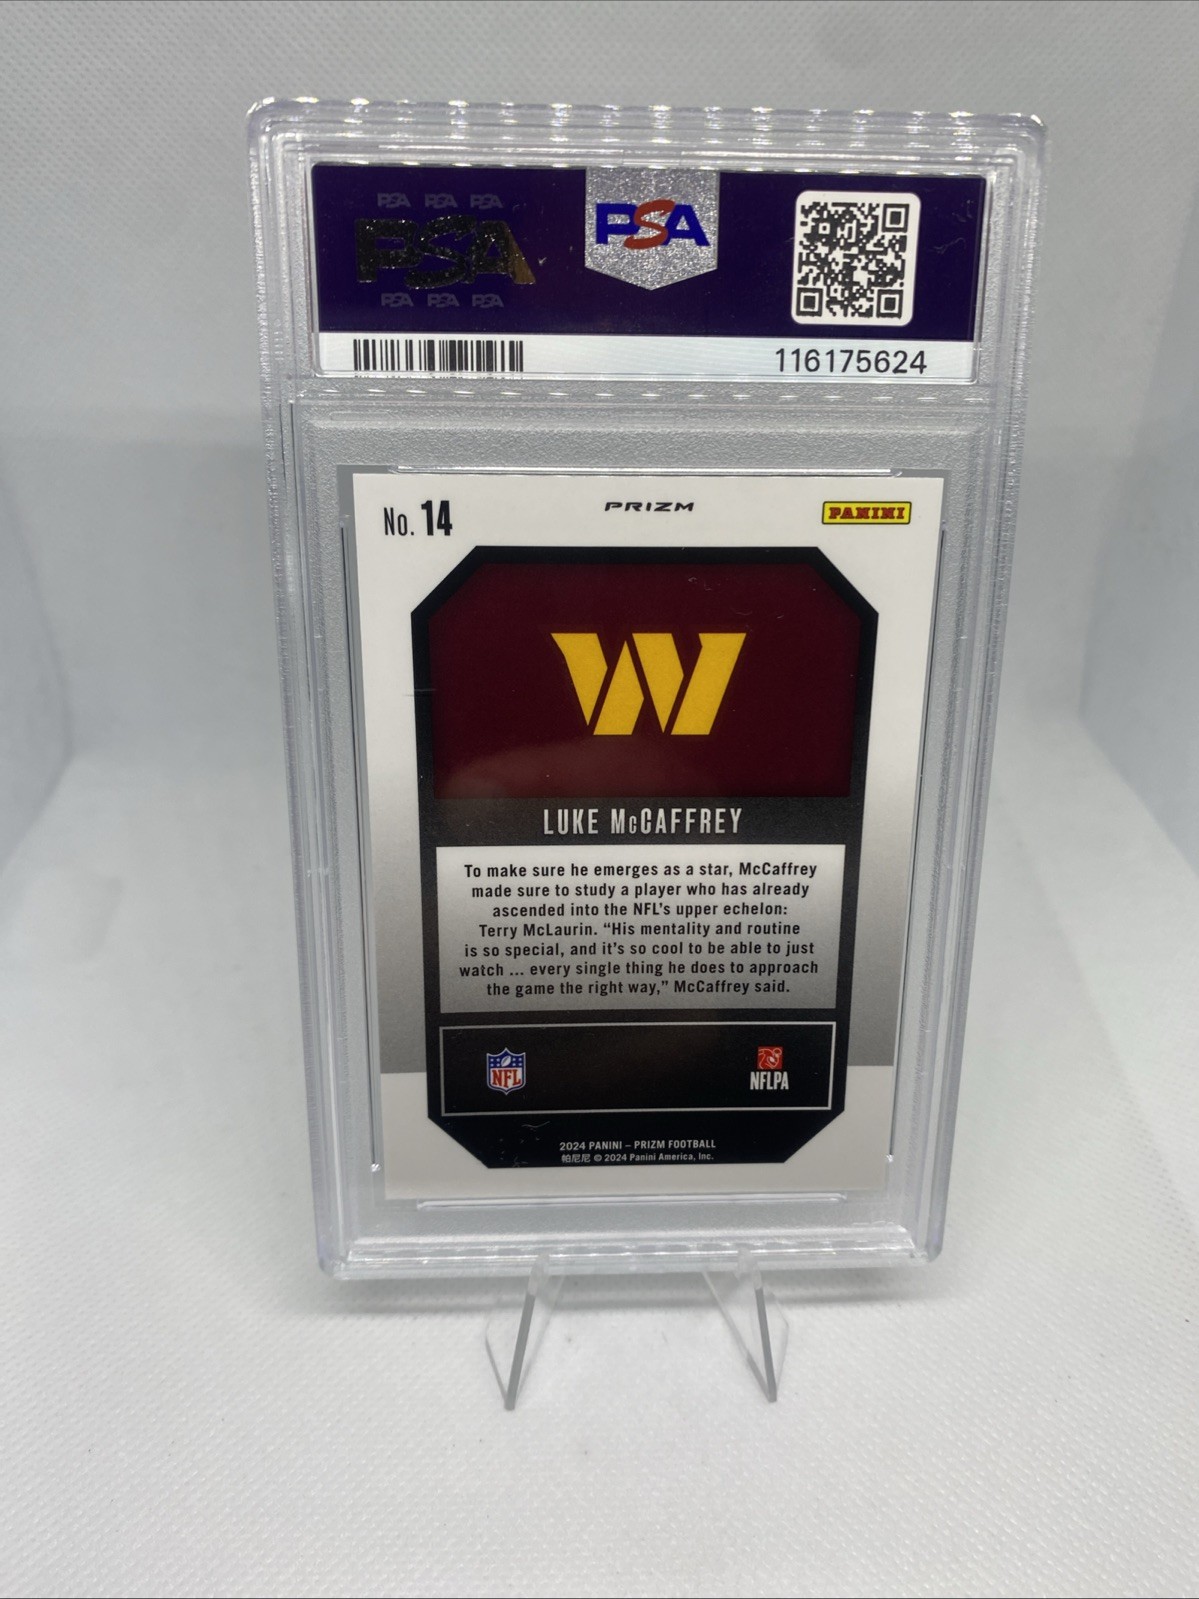 PSA PSA PSA
PSA
PSA PSA PSA
PSA
116175624
No. 14
PRIZM
PANINI
W
LUKE McCAFFREY
To make sure he emerges as a star, McCaffrey
made sure to study a player who has already
ascended into the NFL's upper echelon:
Terry McLaurin. “His mentality and routine
is so special, and it's so cool to be able to just
watch ... every single thing he does to approach
the game the right way,” McCaffrey said.
NFL
NFLPA
2024 PANINI – PRIZM FOOTBALL
帕尼尼 © 2024 Panini America, Inc.